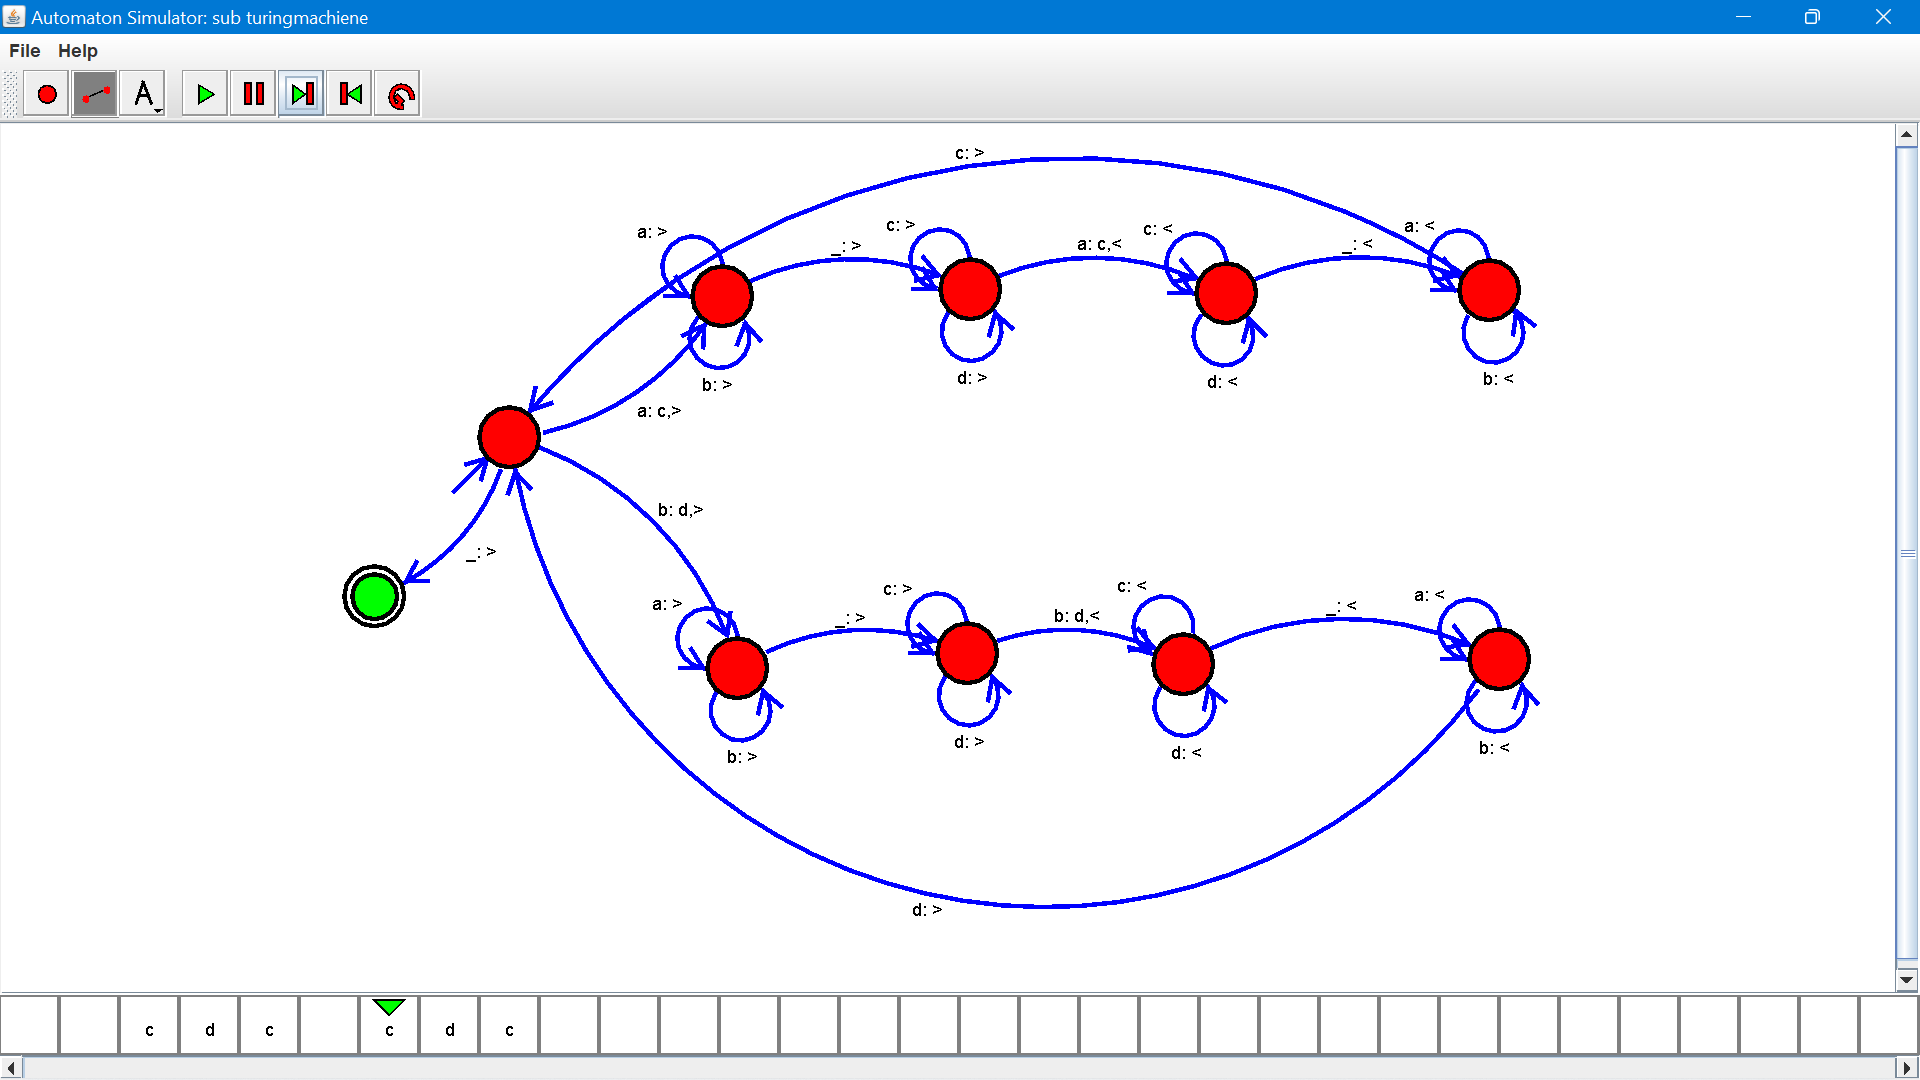 Automaton Simulator: sub turingmachiene
File Help
A
c: >
a: >
_: >
c: >
a: c,<
c: <
_: <
a: <
b: >
d: >
d: <
b: <
a: c,>
b: d,>
_: >
a: >
_: >
c: >
b: d,<
c: <
_: <
a: <
b: >
d: >
d: <
b: <
d: >
c d c c d c